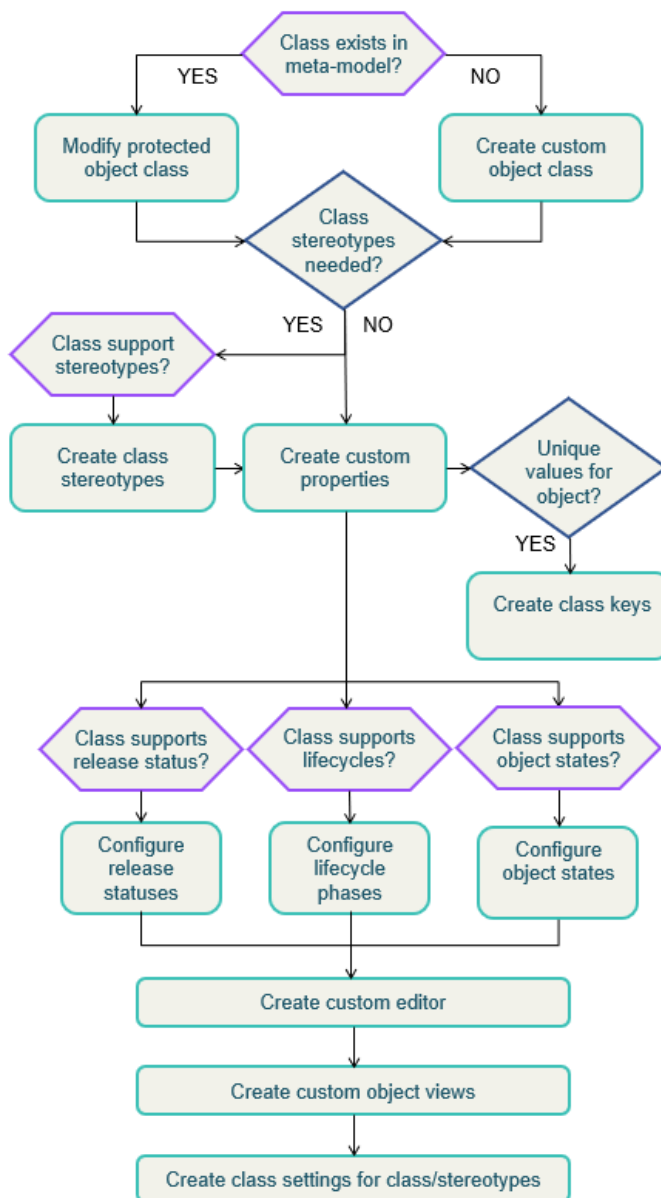 Class exists in
meta-model?
YES
NO
Modify protected
object class
Create custom
object class
Class
stereotypes
needed?
YES
NO
Class support
stereotypes?
Create class
stereotypes
Create custom
properties
Unique
values for
object?
YES
Create class keys
Class supports
release status?
Class supports
lifecycles?
Class supports
object states?
Configure
release
statuses
Configure
lifecycle
phases
Configure
object states
Create custom editor
Create custom object views
Create class settings for class/stereotypes